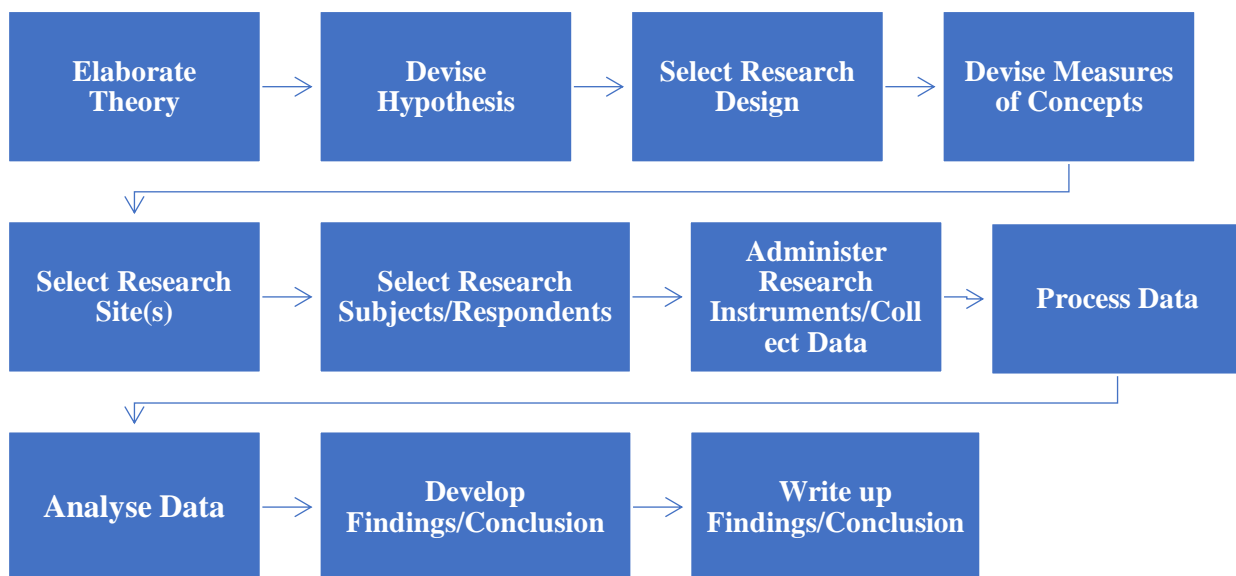 Elaborate
Theory
Devise
Hypothesis
Select Research
Design
Devise Measures
of Concepts
Select Research
Site(s)
Select Research
Subjects/Respondents
Administer
Research
Instruments/Coll
ect Data
Process Data
Analyse Data
Develop
Findings/Conclusion
Write up
Findings/Conclusion